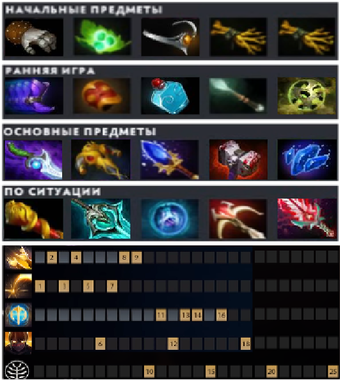 НАЧАЛЬНЫЕ ПРЕДМЕТЫ
РАННЯЯ ИГРА
ОСНОВНЫЕ ПРЕДМЕТЫ
ПО СИТУАЦИИ
2 4 8 9
1 3 5 7
11 13 14 16
6 12 18
10 15 20 25